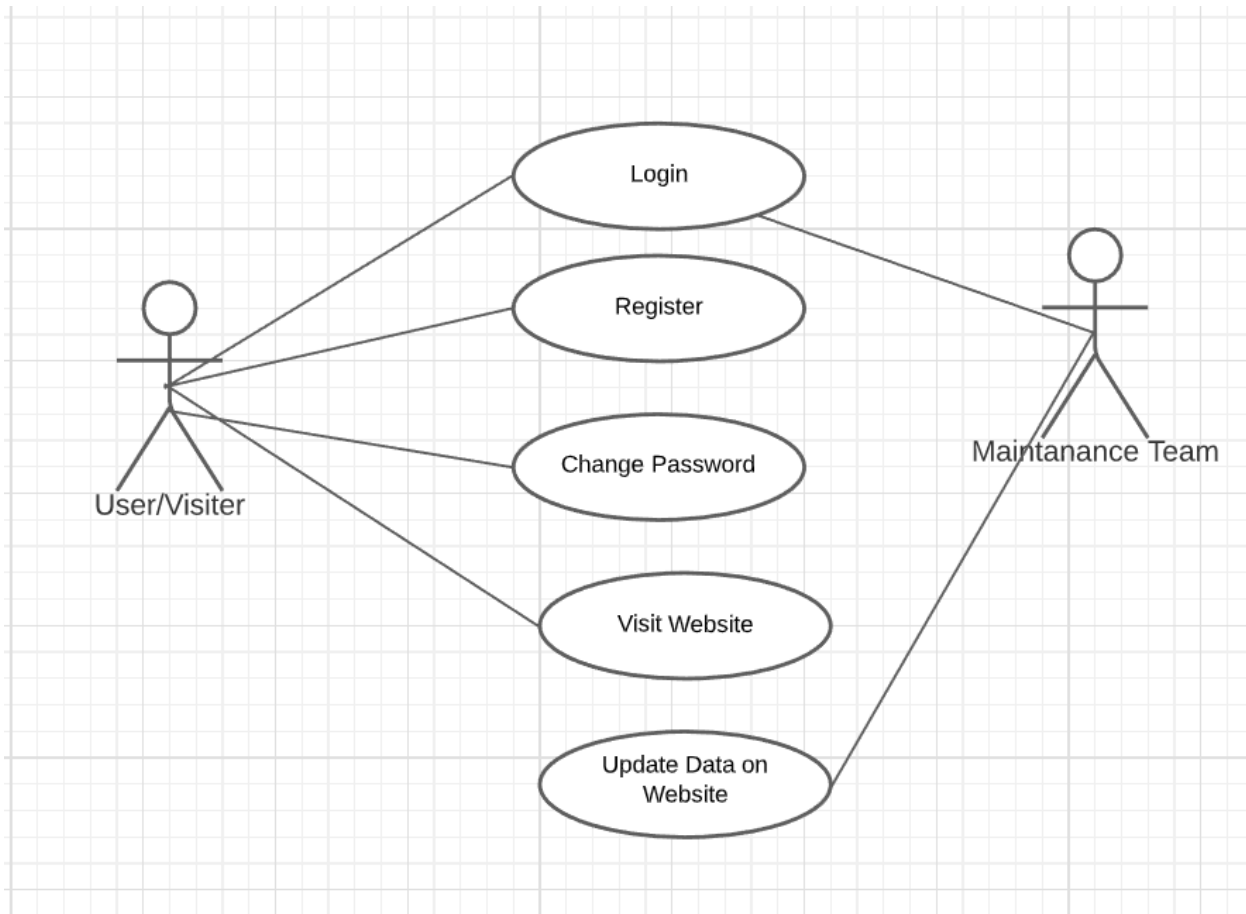 Login
Register
Change Password
Maintanance Team
User/Visiter
Visit Website
Update Data on
Website